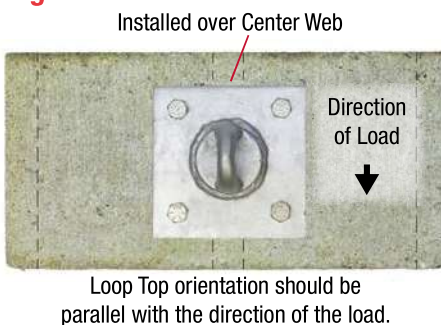 Installed over Center Web
Direction
of Load
Loop Top orientation should be
parallel with the direction of the load.